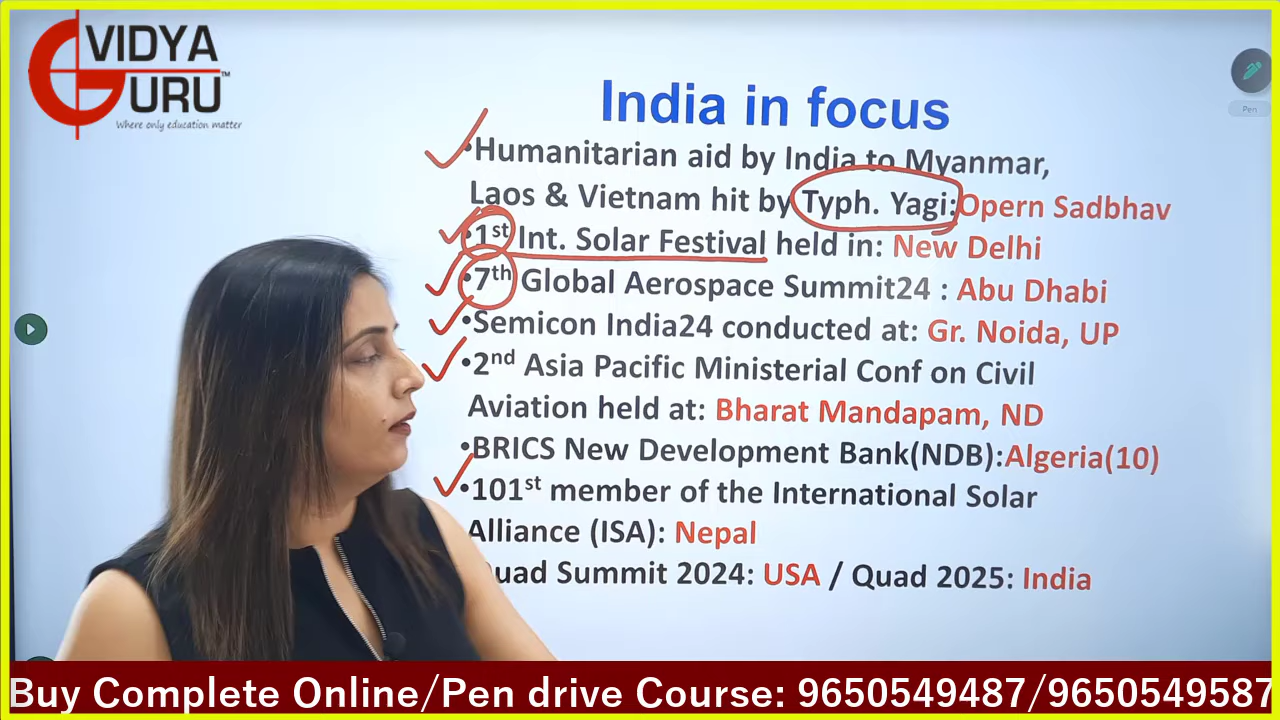 VIDYA
GURU™
Where only education matter
Pen
India in focus
•Humanitarian aid by India to Myanmar,
Laos & Vietnam hit by Typh. Yagi:Opern Sadbhav
•1st Int. Solar Festival held in: New Delhi
•7th Global Aerospace Summit24 : Abu Dhabi
•Semicon India24 conducted at: Gr. Noida, UP
•2nd Asia Pacific Ministerial Conf on Civil
Aviation held at: Bharat Mandapam, ND
•BRICS New Development Bank(NDB):Algeria(10)
•101st member of the International Solar
Alliance (ISA): Nepal
Quad Summit 2024: USA / Quad 2025: India
Buy Complete Online/Pen drive Course: 9650549487/9650549587